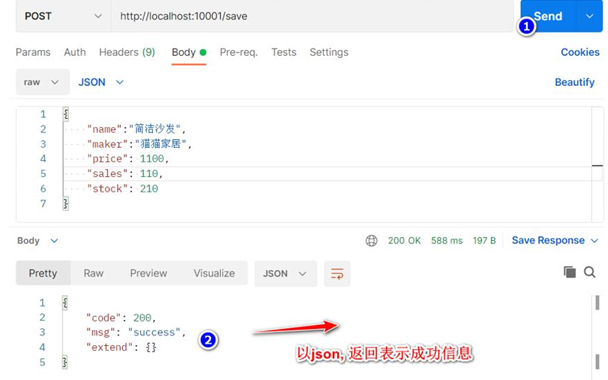 POST http://localhost:10001/save Send
1
Params Auth Headers (9) Body Pre-req. Tests Settings Cookies
raw JSON Beautify
1 {
2 "name":"简洁沙发",
3 "maker":"猫猫家居",
4 "price": 1100,
5 "sales": 110,
6 "stock": 210
7 }
Body 200 OK 588 ms 197 B Save Response
Pretty Raw Preview Visualize JSON
1 {
2 "code": 200,
3 "msg": "success", 2
4 "extend": {}
5 }
以json, 返回表示成功信息